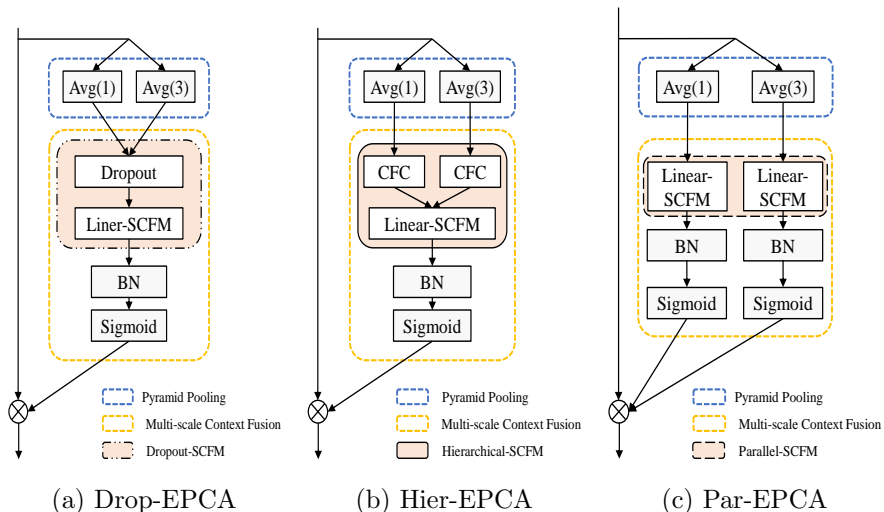 Avg(1) Avg(3)
Dropout
Liner-SCFM
BN
Sigmoid
Pyramid Pooling
Multi-scale Context Fusion
Dropout-SCFM
(a) Drop-EPCA
Avg(1) Avg(3)
CFC CFC
Linear-SCFM
BN
Sigmoid
Pyramid Pooling
Multi-scale Context Fusion
Hierarchical-SCFM
(b) Hier-EPCA
Avg(1) Avg(3)
Linear- Linear-
SCFM SCFM
BN BN
Sigmoid Sigmoid
Pyramid Pooling
Multi-scale Context Fusion
Parallel-SCFM
(c) Par-EPCA